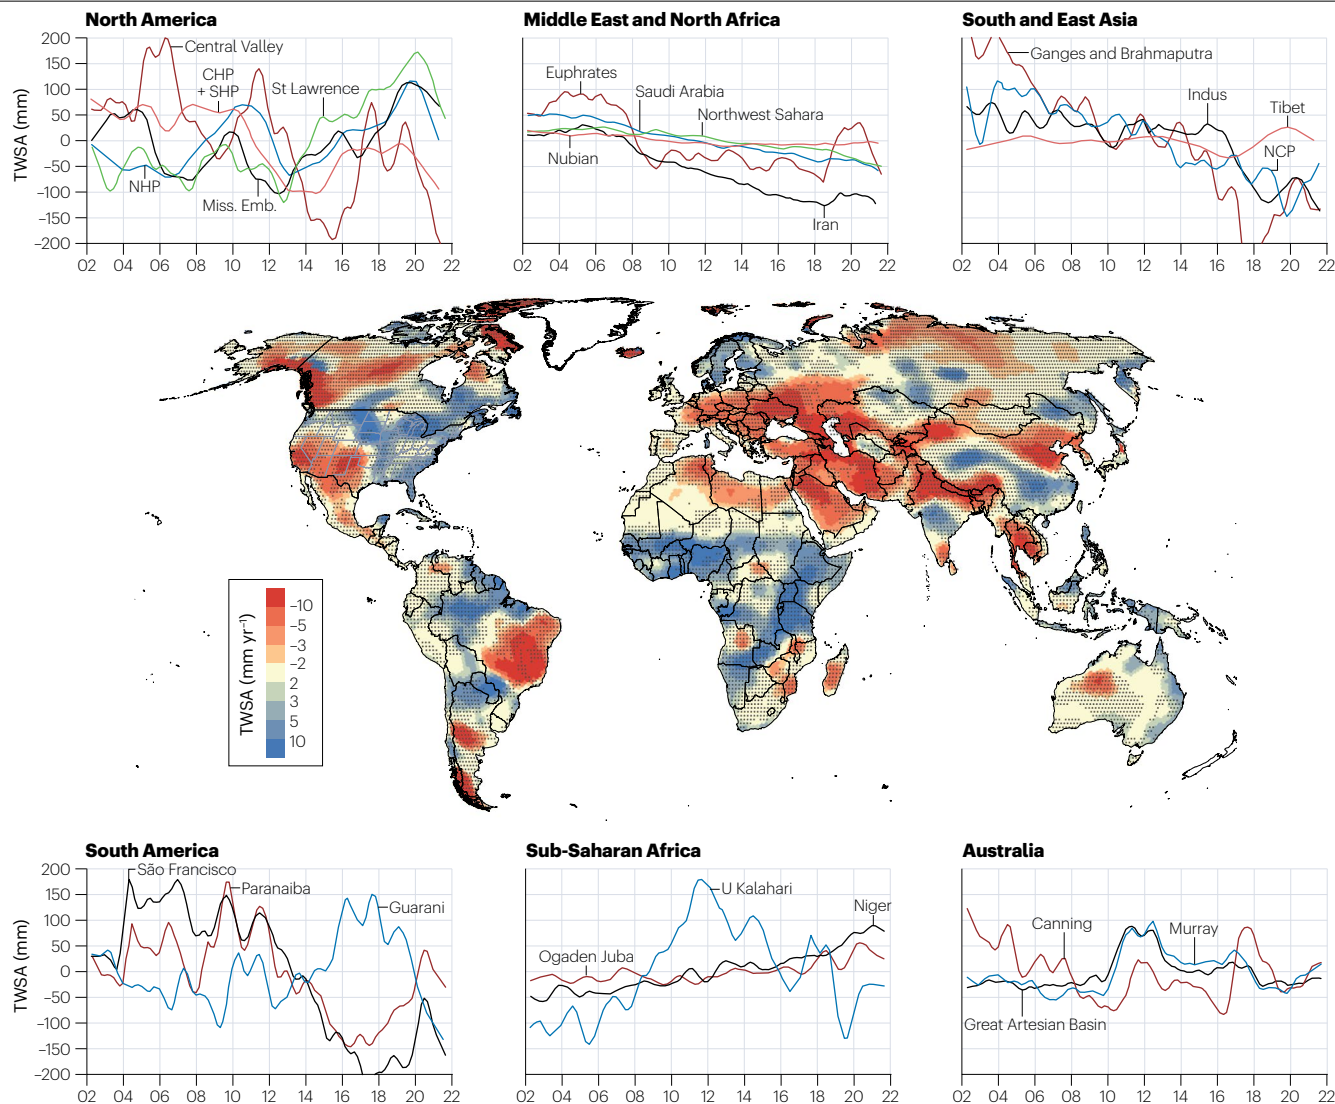 North America
Middle East and North Africa
South and East Asia
TWSA (mm)
200
150
100
50
0
−50
−100
−150
−200
Central Valley
CHP
+ SHP
St Lawrence
NHP
Miss. Emb.
02 04 06 08 10 12 14 16 18 20 22
Euphrates
Saudi Arabia
Northwest Sahara
Nubian
Iran
02 04 06 08 10 12 14 16 18 20 22
Ganges and Brahmaputra
Indus
Tibet
NCP
02 04 06 08 10 12 14 16 18 20 22
TWSA (mm yr⁻¹)
−10
−5
−3
−2
2
3
5
10
South America
Sub-Saharan Africa
Australia
TWSA (mm)
200
150
100
50
0
−50
−100
−150
−200
São Francisco
Paranaiba
Guarani
02 04 06 08 10 12 14 16 18 20 22
U Kalahari
Niger
Ogaden Juba
02 04 06 08 10 12 14 16 18 20 22
Canning
Murray
Great Artesian Basin
02 04 06 08 10 12 14 16 18 20 22